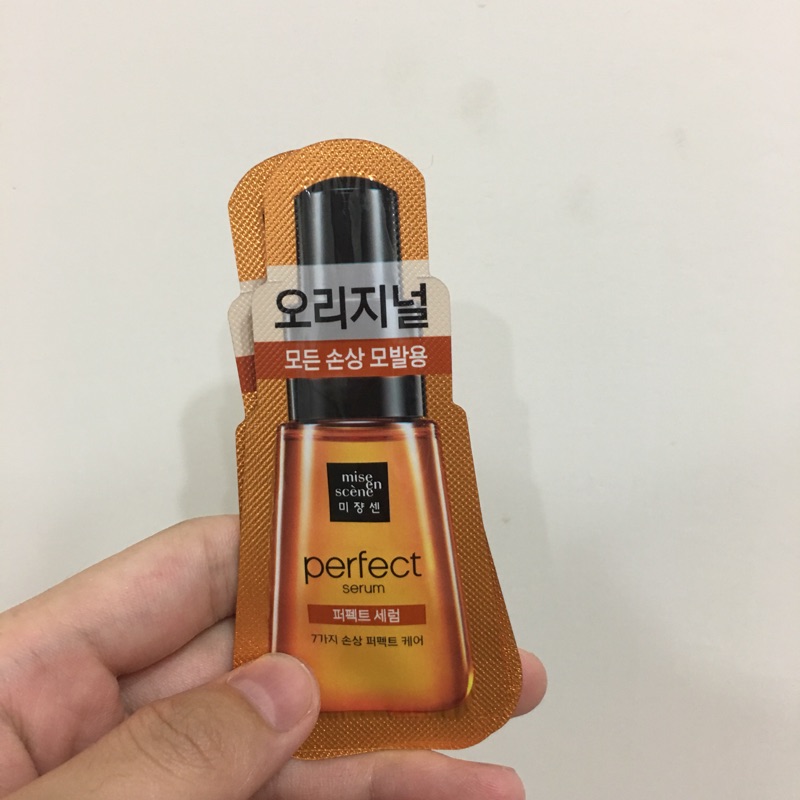 오리지널
모든 손상 모발용
mise
en
scène
미쟝센
perfect
serum
퍼펙트 세럼
7가지 손상 퍼펙트 케어